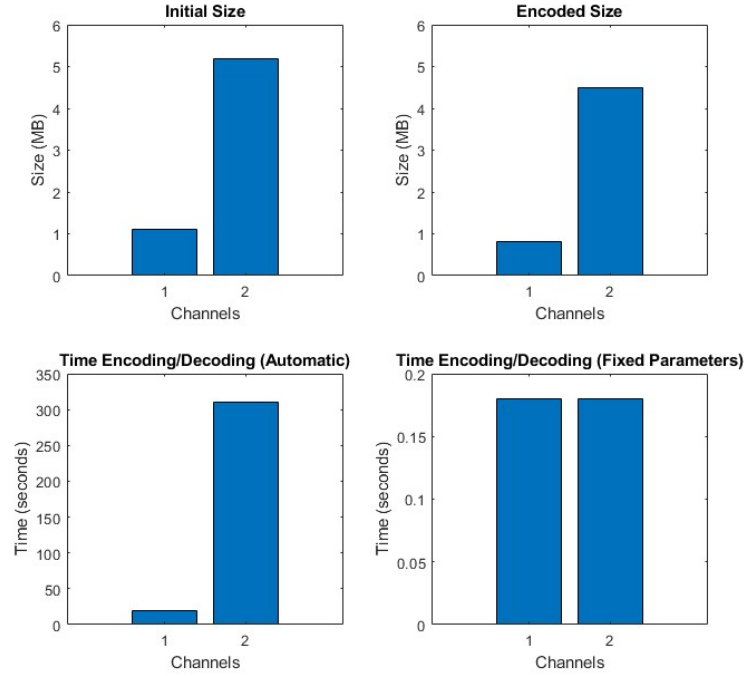 Initial Size
6
5
4
3
2
1
0
Size (MB)
1 2
Channels
Encoded Size
6
5
4
3
2
1
0
Size (MB)
1 2
Channels
Time Encoding/Decoding (Automatic)
350
300
250
200
150
100
50
0
Time (seconds)
1 2
Channels
Time Encoding/Decoding (Fixed Parameters)
0.2
0.15
0.1
0.05
0
Time (seconds)
1 2
Channels